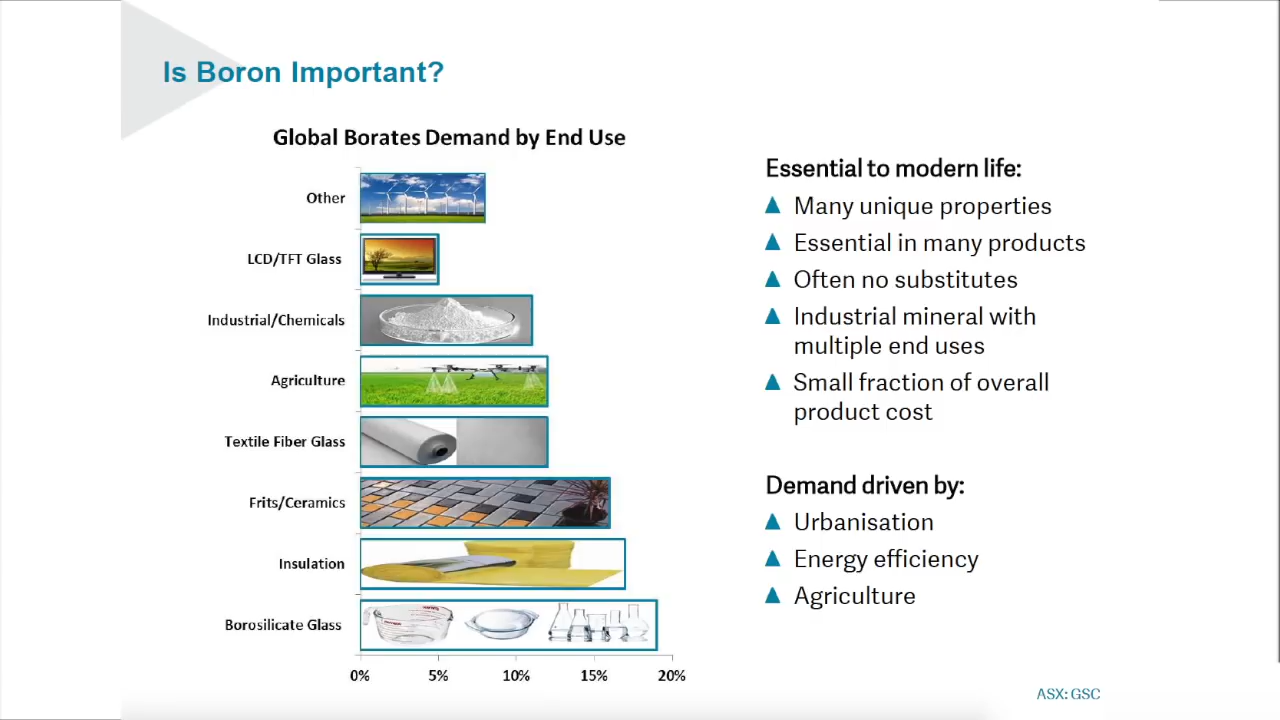 Is Boron Important?
Global Borates Demand by End Use
Other
LCD/TFT Glass
Industrial/Chemicals
Agriculture
Textile Fiber Glass
Frits/Ceramics
Insulation
Borosilicate Glass
0% 5% 10% 15% 20%
Essential to modern life:
Many unique properties
Essential in many products
Often no substitutes
Industrial mineral with
multiple end uses
Small fraction of overall
product cost
Demand driven by:
Urbanisation
Energy efficiency
Agriculture
ASX: GSC